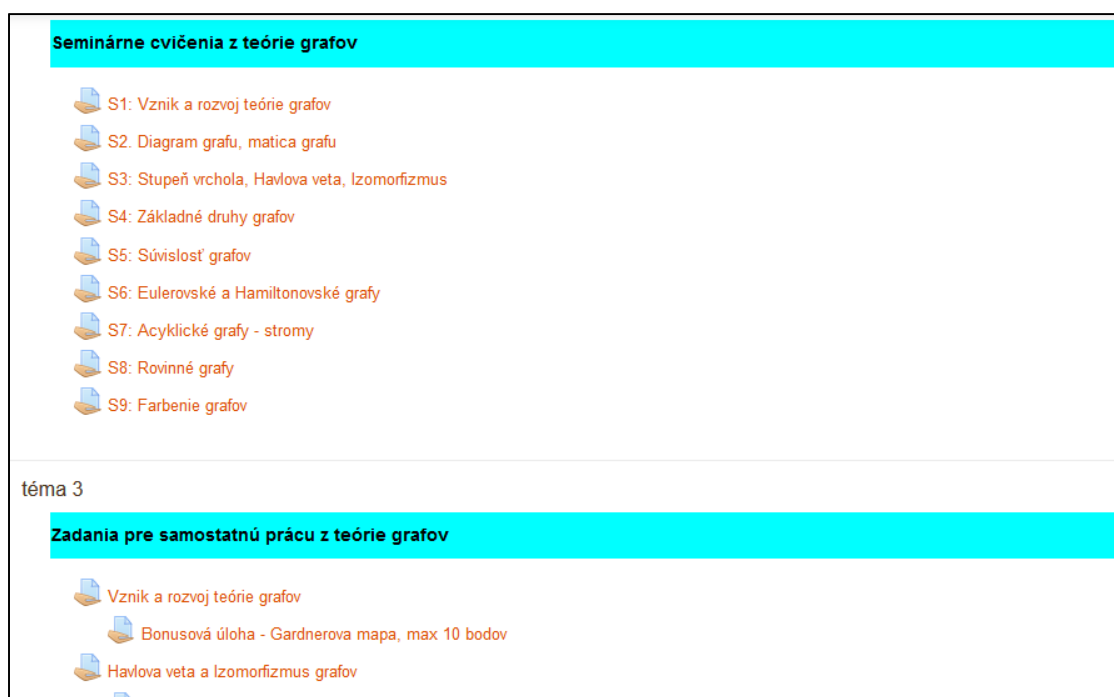 Seminárne cvičenia z teórie grafov
S1: Vznik a rozvoj teórie grafov
S2. Diagram grafu, matica grafu
S3: Stupeň vrchola, Havlova veta, Izomorfizmus
S4: Základné druhy grafov
S5: Súvislosť grafov
S6: Eulerovské a Hamiltonovské grafy
S7: Acyklické grafy - stromy
S8: Rovinné grafy
S9: Farbenie grafov
téma 3
Zadania pre samostatnú prácu z teórie grafov
Vznik a rozvoj teórie grafov
Bonusová úloha - Gardnerova mapa, max 10 bodov
Havlova veta a Izomorfizmus grafov